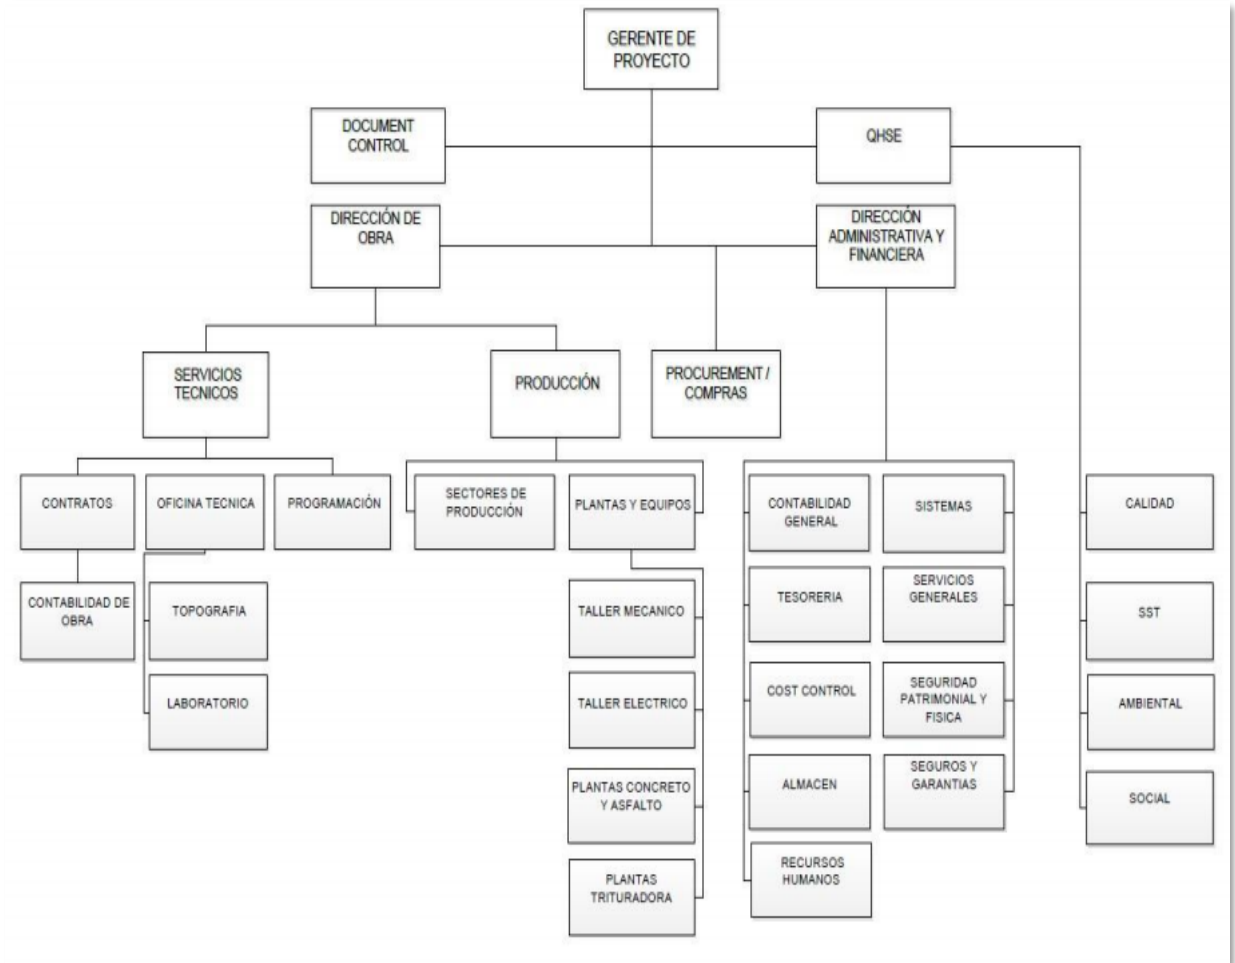 GERENTE DE
PROYECTO
DOCUMENT
CONTROL
QHSE
DIRECCIÓN DE
OBRA
DIRECCIÓN
ADMINISTRATIVA Y
FINANCIERA
SERVICIOS
TECNICOS
PRODUCCIÓN
PROCUREMENT /
COMPRAS
CONTRATOS
OFICINA TECNICA
PROGRAMACIÓN
SECTORES DE
PRODUCCIÓN
PLANTAS Y EQUIPOS
CONTABILIDAD
GENERAL
SISTEMAS
CALIDAD
CONTABILIDAD DE
OBRA
TOPOGRAFIA
TALLER MECANICO
TESORERIA
SERVICIOS
GENERALES
SST
LABORATORIO
TALLER ELECTRICO
COST CONTROL
SEGURIDAD
PATRIMONIAL Y
FISICA
AMBIENTAL
PLANTAS CONCRETO
Y ASFALTO
ALMACEN
SEGUROS Y
GARANTIAS
SOCIAL
PLANTAS
TRITURADORA
RECURSOS
HUMANOS